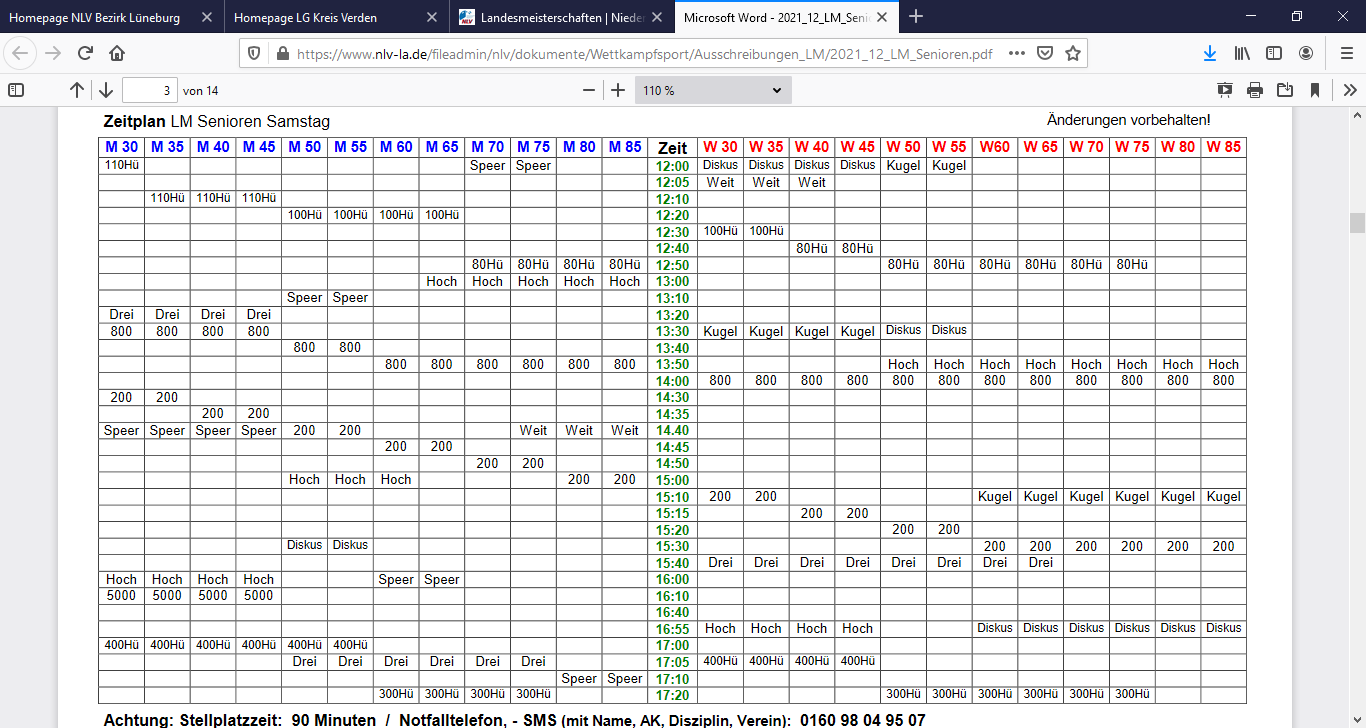 Homepage NLV Bezirk Lüneburg Homepage LG Kreis Verden Landesmeisterschaften | Nieder Microsoft Word - 2021_12_LM_Seni
https://www.nlv-la.de/fileadmin/nlv/dokumente/Wettkampfsport/Ausschreibungen_LM/2021_12_LM_Senioren.pdf
3 von 14 110 %
Zeitplan LM Senioren Samstag Änderungen vorbehalten!
M 30 M 35 M 40 M 45 M 50 M 55 M 60 M 65 M 70 M 75 M 80 M 85 Zeit W 30 W 35 W 40 W 45 W 50 W 55 W60 W 65 W 70 W 75 W 80 W 85
110Hü Speer Speer 12:00 Diskus Diskus Diskus Diskus Kugel Kugel
12:05 Weit Weit Weit
110Hü 110Hü 110Hü 12:10
100Hü 100Hü 100Hü 100Hü 12:20
12:30 100Hü 100Hü
12:40 80Hü 80Hü
80Hü 80Hü 80Hü 80Hü 12:50 80Hü 80Hü 80Hü 80Hü 80Hü 80Hü
Hoch Hoch Hoch Hoch Hoch 13:00
Speer Speer 13:10
Drei Drei Drei Drei 13:20
800 800 800 800 13:30 Kugel Kugel Kugel Kugel Diskus Diskus
800 800 13:40
800 800 800 800 800 800 13:50 Hoch Hoch Hoch Hoch Hoch Hoch Hoch Hoch
14:00 800 800 800 800 800 800 800 800 800 800 800 800
200 200 14:30
200 200 14:35
Speer Speer Speer Speer 200 200 Weit Weit Weit 14.40
200 200 14:45
200 200 14:50
Hoch Hoch Hoch 200 200 15:00
15:10 200 200 Kugel Kugel Kugel Kugel Kugel Kugel
15:15 200 200
15:20 200 200
Diskus Diskus 15:30 200 200 200 200 200 200
15:40 Drei Drei Drei Drei Drei Drei Drei Drei
Hoch Hoch Hoch Hoch Speer Speer 16:00
5000 5000 5000 5000 16:10
16:40
16:55 Hoch Hoch Hoch Hoch Diskus Diskus Diskus Diskus Diskus Diskus
400Hü 400Hü 400Hü 400Hü 400Hü 400Hü 17:00
Drei Drei Drei Drei Drei Drei 17:05 400Hü 400Hü 400Hü 400Hü
Speer Speer 17:10
300Hü 300Hü 300Hü 300Hü 17:20 300Hü 300Hü 300Hü 300Hü 300Hü 300Hü
Achtung: Stellplatzzeit: 90 Minuten / Notfalltelefon, - SMS (mit Name, AK, Disziplin, Verein): 0160 98 04 95 07